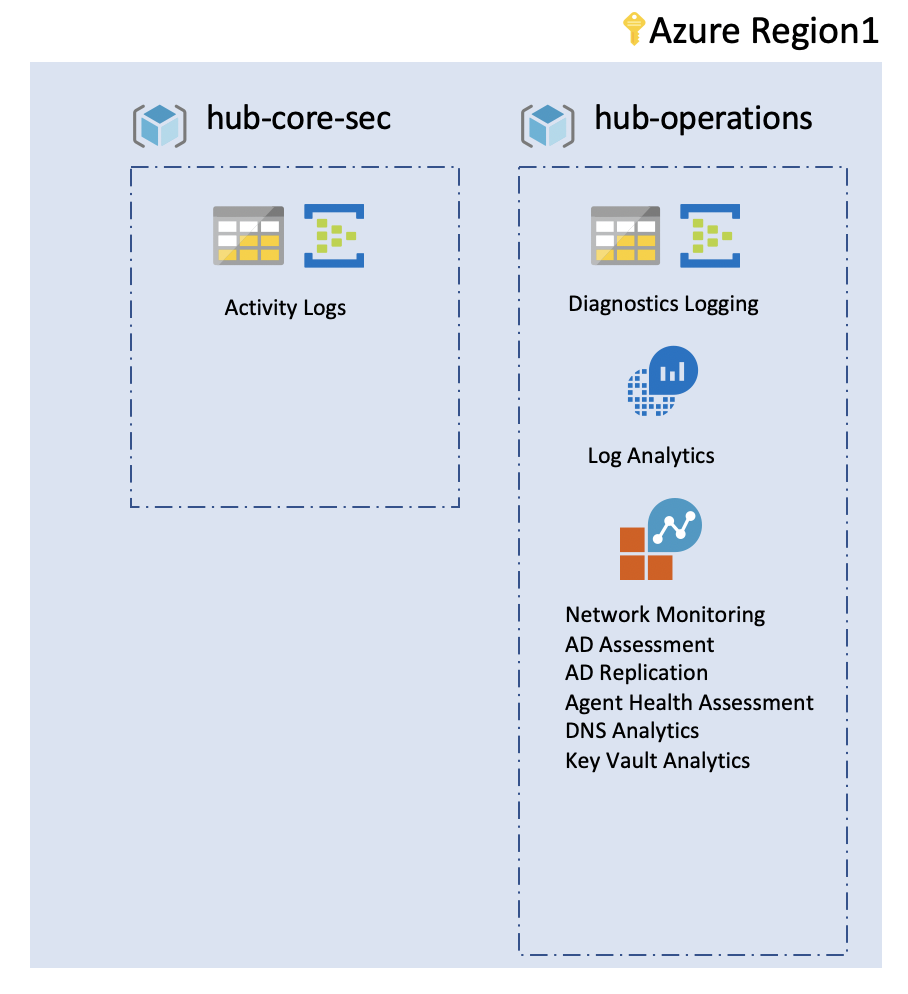 Azure Region1
hub-core-sec
Activity Logs
hub-operations
Diagnostics Logging
Log Analytics
Network Monitoring
AD Assessment
AD Replication
Agent Health Assessment
DNS Analytics
Key Vault Analytics